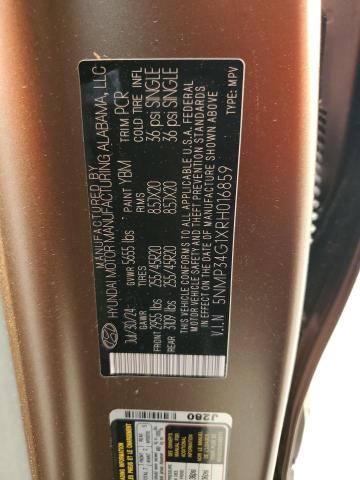 MANUFACTURED BY
HYUNDAI MOTOR MANUFACTURING ALABAMA, LLC
Jul/30/24 GVWR 5655 lbs PAINT YBM TRIM PCR
GAWR TIRES RIMS COLD TIRE INFL
FRONT 2955 lbs 255/45R20 8.5JX20 36 psi SINGLE
REAR 3109 lbs 255/45R20 8.5JX20 36 psi SINGLE
THIS VEHICLE CONFORMS TO ALL APPLICABLE U.S.A. FEDERAL
MOTOR VEHICLE SAFETY, BUMPER, AND THEFT PREVENTION STANDARDS
IN EFFECT ON THE DATE OF MANUFACTURE SHOWN ABOVE.
V.I.N 5NMP34G1XRH016859 TYPE: MPV
J280